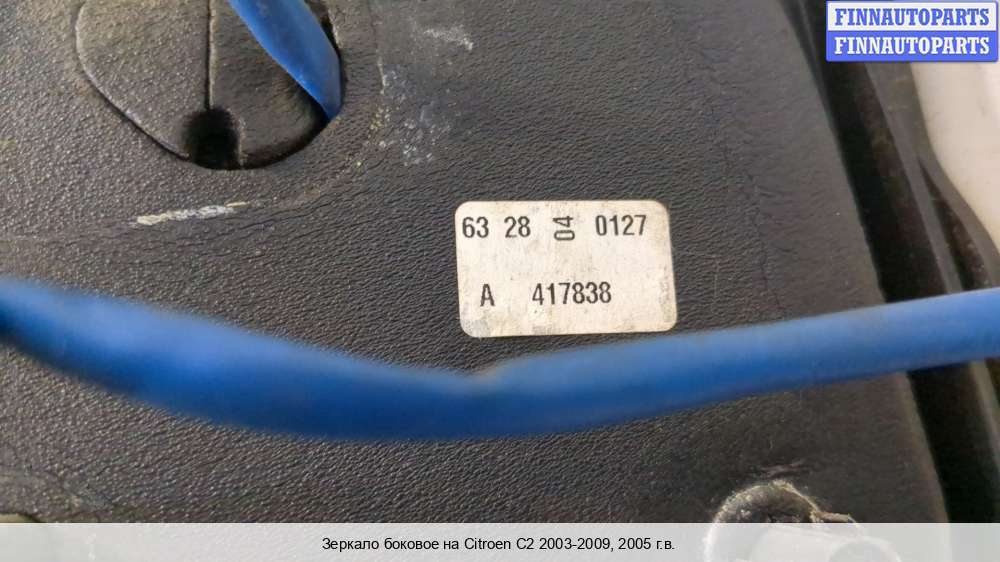 FINNAUTOPARTS
FINNAUTOPARTS
63 28 04 0127
A 417838
Зеркало боковое на Citroen C2 2003-2009, 2005 г.в.